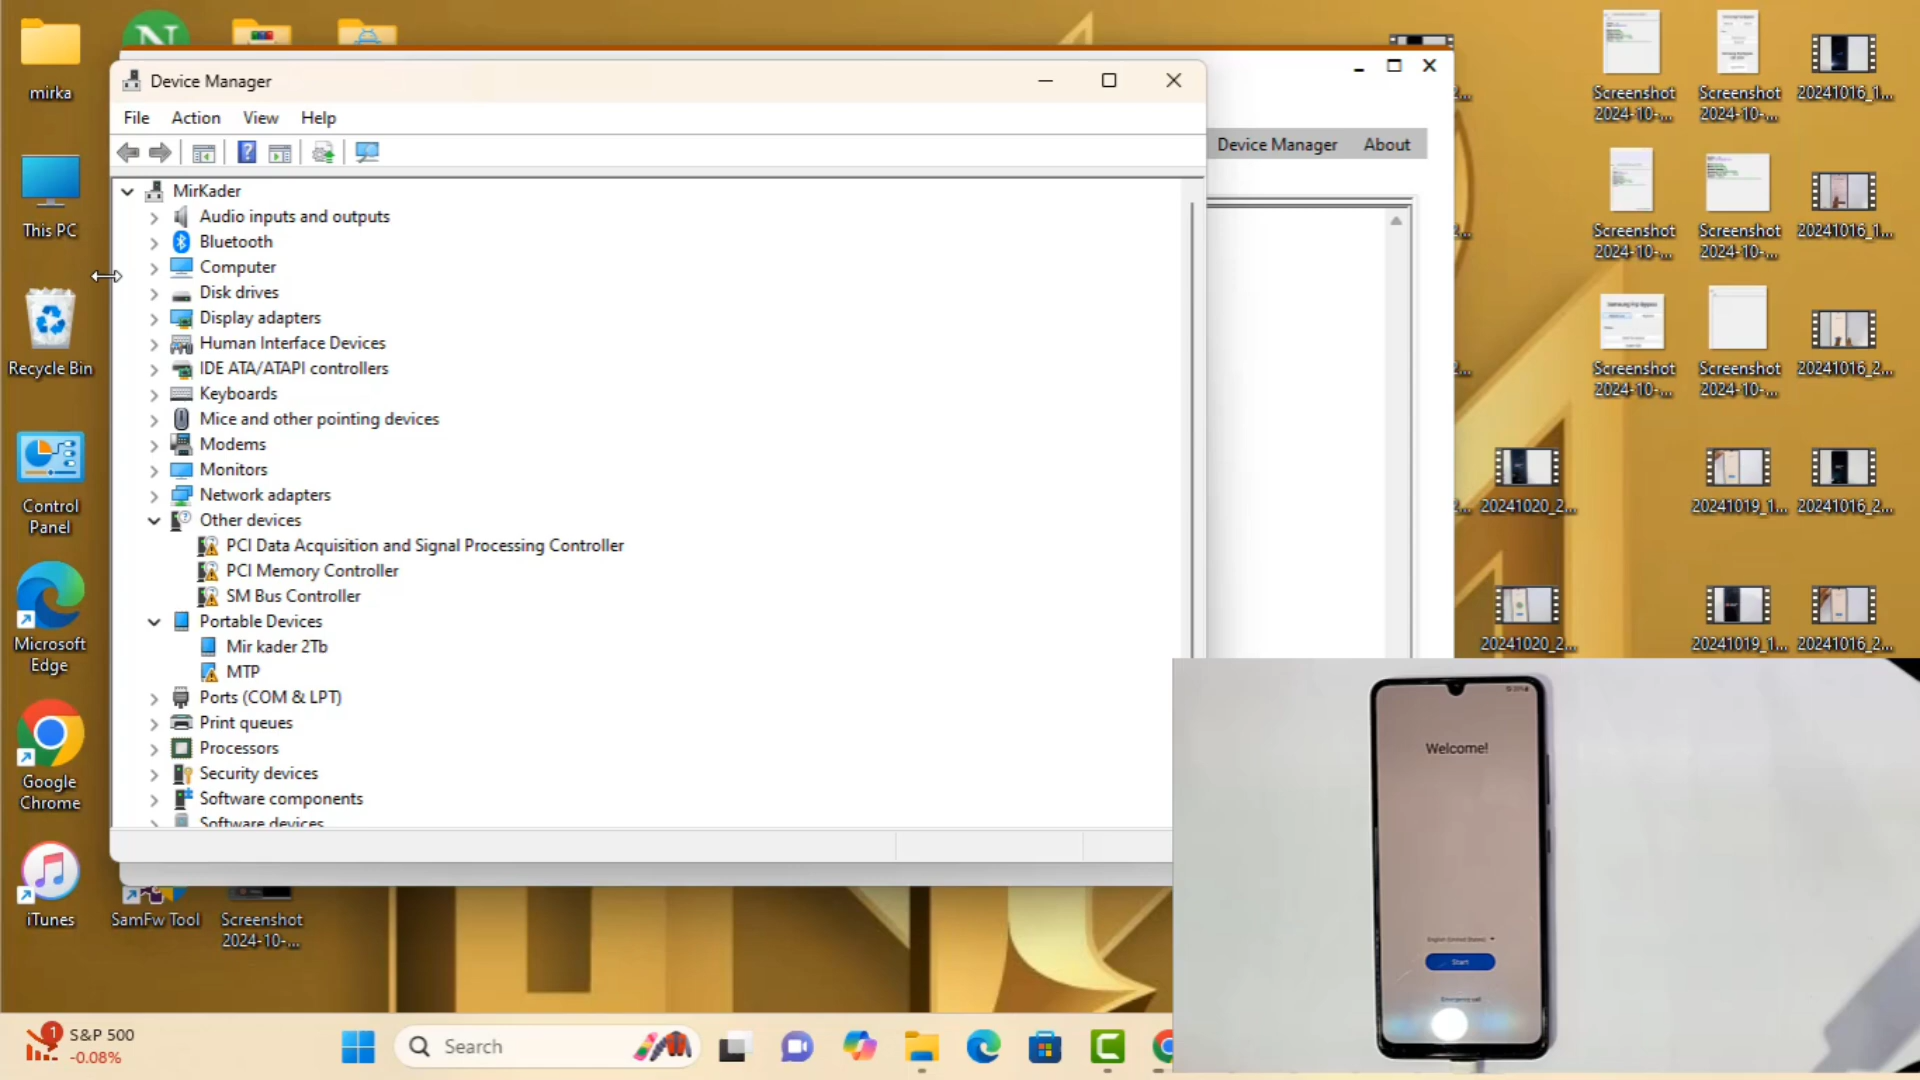 mirka
This PC
Recycle Bin
Control
Panel
Microsoft
Edge
Google
Chrome
iTunes
SamFw Tool
Screenshot
2024-10-...
Device Manager
File Action View Help
MirKader
Audio inputs and outputs
Bluetooth
Computer
Disk drives
Display adapters
Human Interface Devices
IDE ATA/ATAPI controllers
Keyboards
Mice and other pointing devices
Modems
Monitors
Network adapters
Other devices
PCI Data Acquisition and Signal Processing Controller
PCI Memory Controller
SM Bus Controller
Portable Devices
Mir kader 2Tb
MTP
Ports (COM & LPT)
Print queues
Processors
Security devices
Software components
Software devices
Device Manager About
Screenshot
2024-10-...
Screenshot
2024-10-...
20241016_1...
Screenshot
2024-10-...
Screenshot
2024-10-...
20241016_1...
Screenshot
2024-10-...
Screenshot
2024-10-...
20241016_2...
20241020_2...
20241019_1...
20241016_2...
20241020_2...
20241019_1...
20241016_2...
Welcome!
English (United States)
Start
Emergency call
1
S&P 500
-0.08%
Search